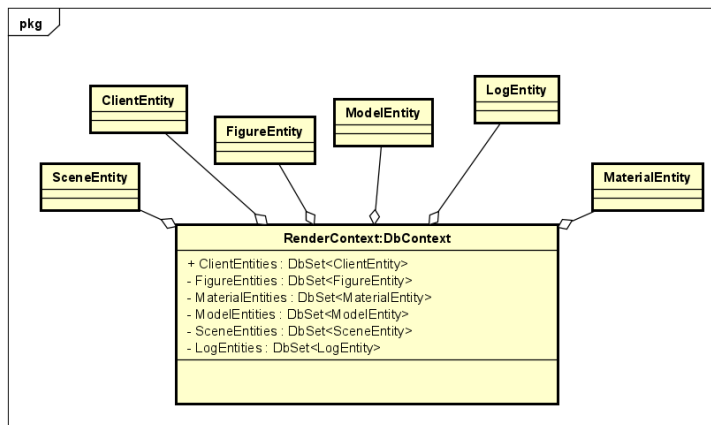 pkg
ClientEntity
FigureEntity
ModelEntity
LogEntity
SceneEntity
MaterialEntity
RenderContext:DbContext
+ ClientEntities : DbSet<ClientEntity>
- FigureEntities : DbSet<FigureEntity>
- MaterialEntities : DbSet<MaterialEntity>
- ModelEntities : DbSet<ModelEntity>
- SceneEntities : DbSet<SceneEntity>
- LogEntities : DbSet<LogEntity>